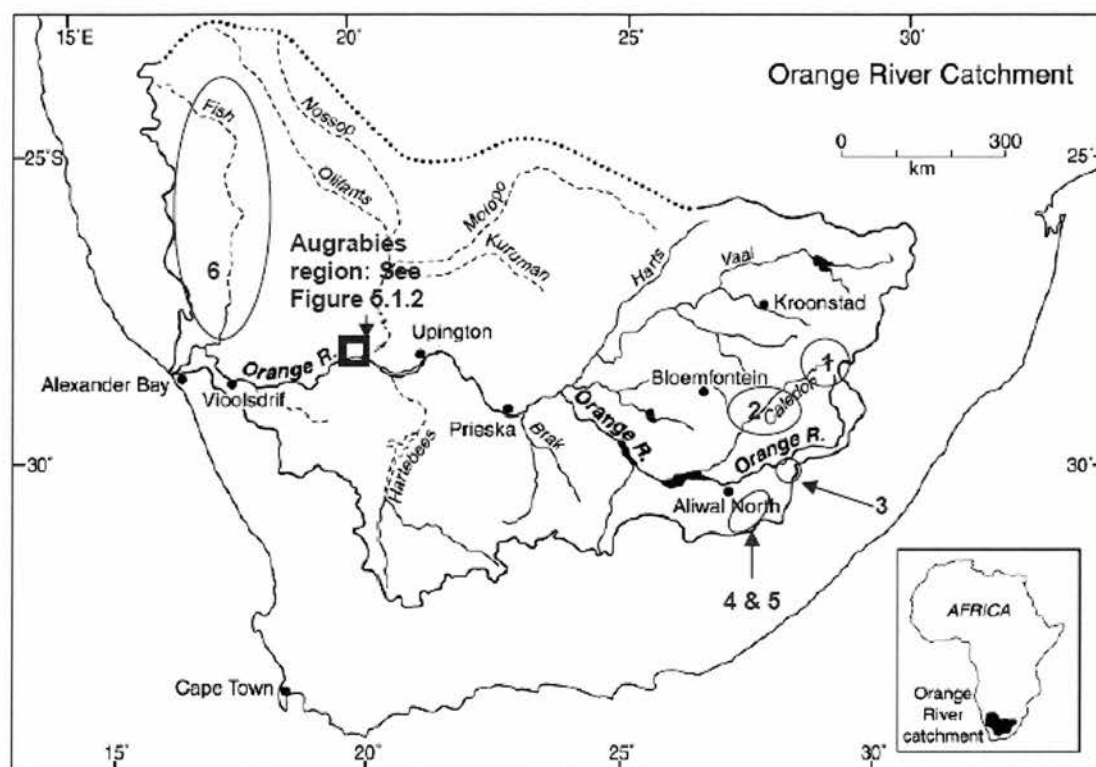 15°E
20°
25°
30°
Orange River Catchment
0 300
km
25°S
25°
Fish
Nossop
Olifants
Molopo
Kuruman
6
Augrabies
region: See
Figure 5.1.2
Harts
Vaal
Kroonstad
Upington
1
Alexander Bay
Orange R.
Vioolsdrif
Bloemfontein
2
Caledon
Prieska
Orange R.
Brak
Orange R.
Hartebees
30°
30°
Aliwal North
3
4 & 5
Cape Town
AFRICA
Orange
River
catchment
15°
20°
25°
30°